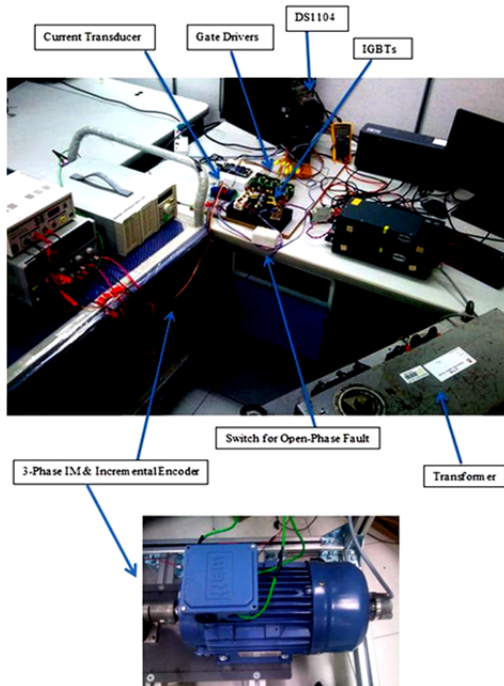 DS1104
Current Transducer
Gate Drivers
IGBTs
Switch for Open-Phase Fault
3-Phase IM & Incremental Encoder
Transformer